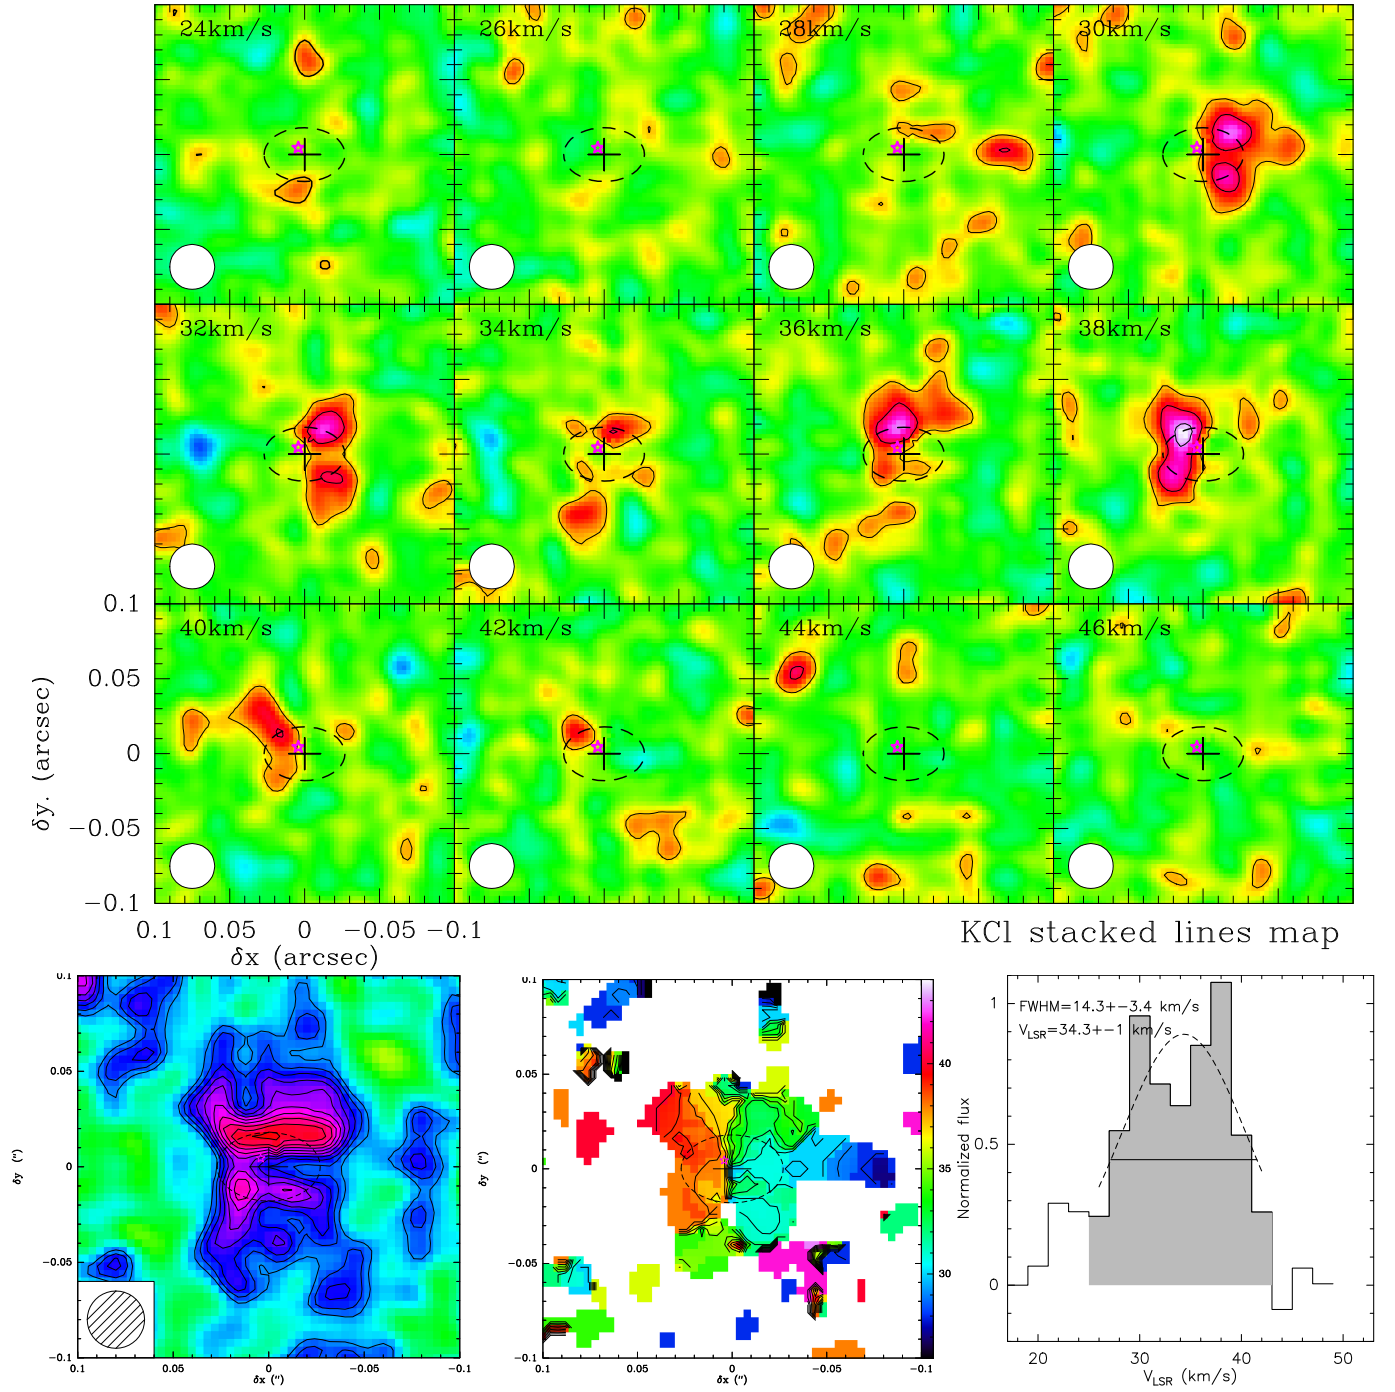 24km/s 26km/s 28km/s 30km/s
32km/s 34km/s 36km/s 38km/s
0.1
40km/s 42km/s 44km/s 46km/s
0.05
δy. (arcsec)
0
−0.05
−0.1
0.1 0.05 0 −0.05 −0.1
δx (arcsec)
KCl stacked lines map
0.1
0.05
δy (")
0
−0.05
−0.1
0.1 0.05 0 −0.05 −0.1
δx (")
0.1
0.05
δy (")
0
−0.05
−0.1
0.1 0.05 0 −0.05 −0.1
δx (")
40
35
30
FWHM=14.3+−3.4 km/s
V_LSR=34.3+−1 km/s
Normalized flux
1
0.5
0
20 30 40 50
V_LSR (km/s)